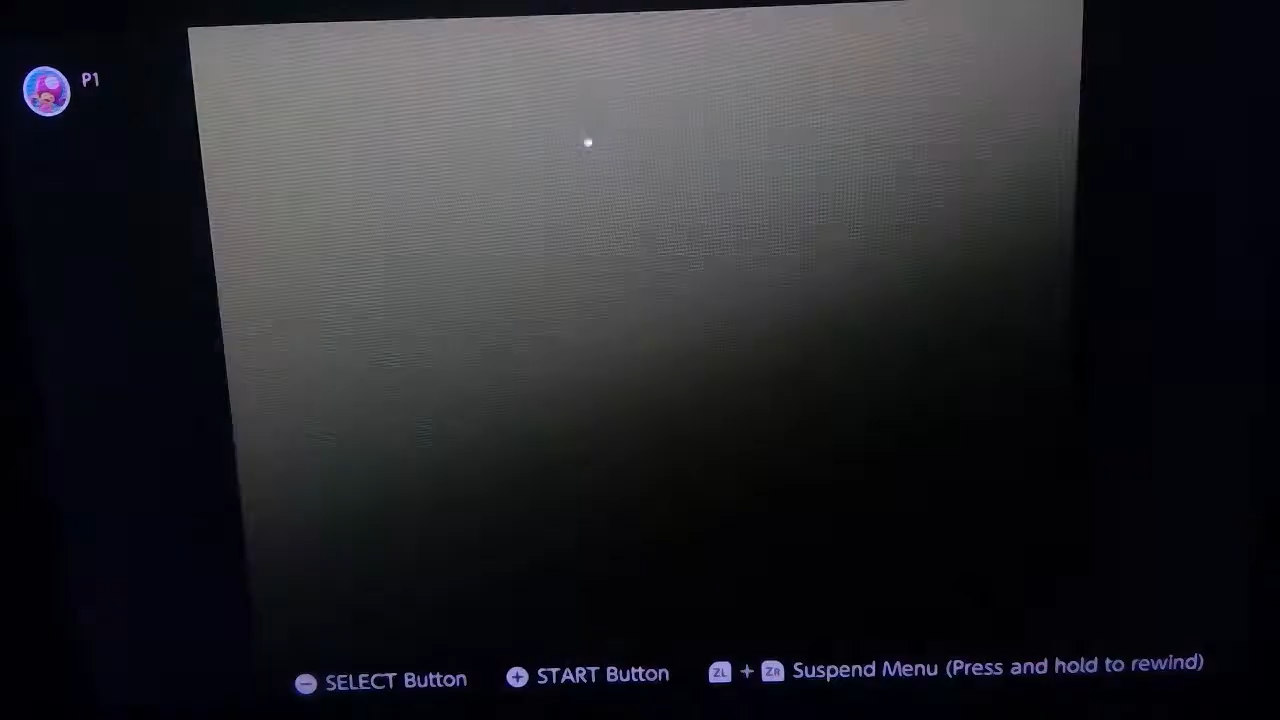 P1
SELECT Button START Button ZL + ZR Suspend Menu (Press and hold to rewind)